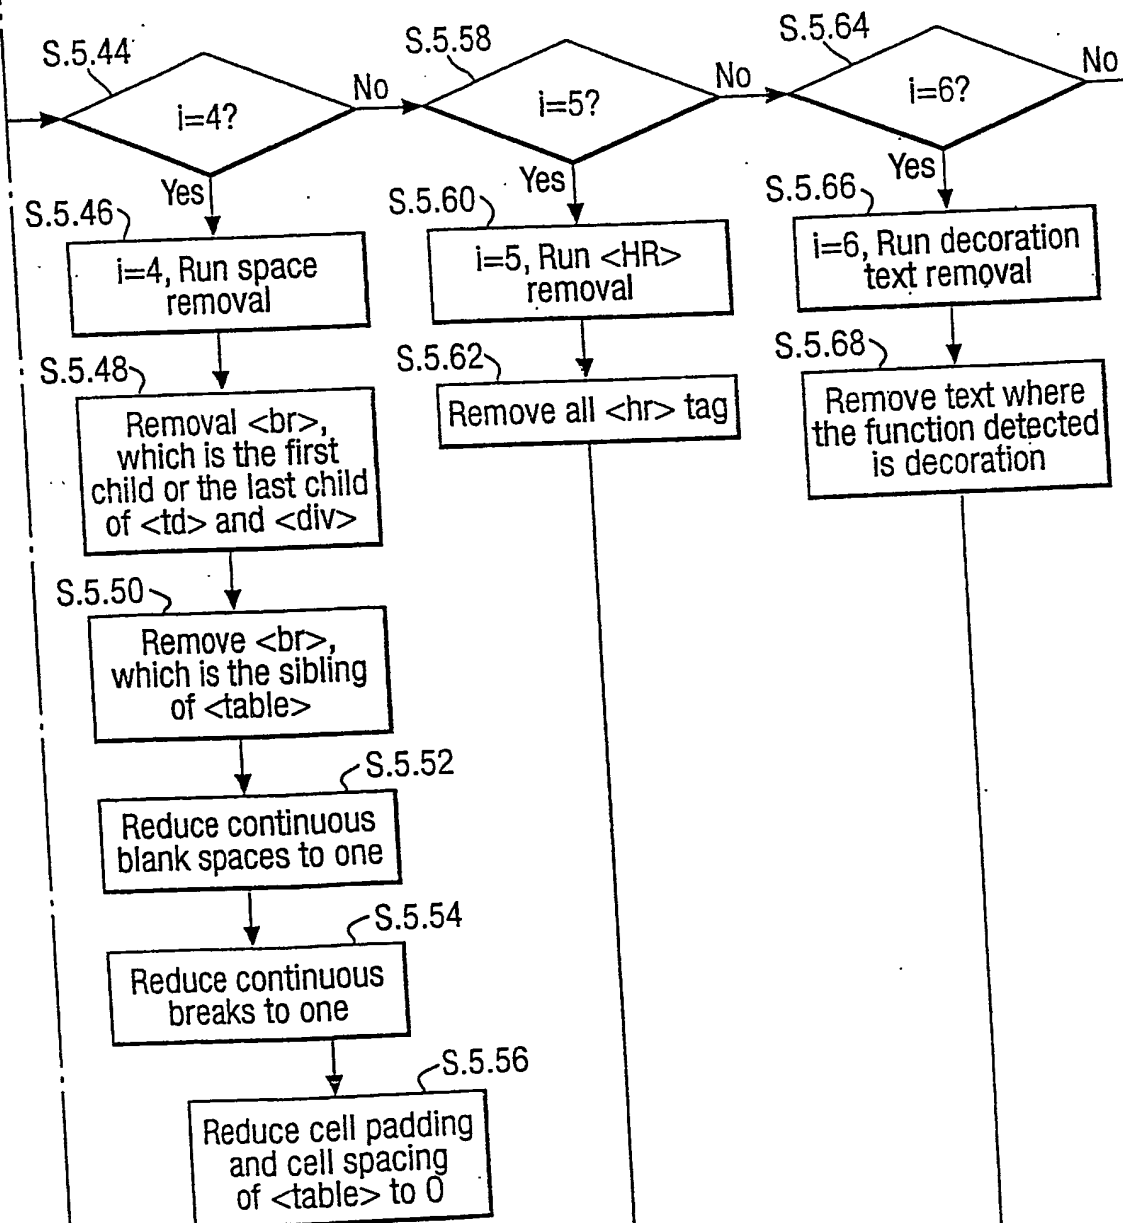 S.5.44
i=4?
No
Yes
S.5.46
i=4, Run space
removal
S.5.48
Removal <br>,
which is the first
child or the last child
of <td> and <div>
S.5.50
Remove <br>,
which is the sibling
of <table>
S.5.52
Reduce continuous
blank spaces to one
S.5.54
Reduce continuous
breaks to one
S.5.56
Reduce cell padding
and cell spacing
of <table> to 0
S.5.58
i=5?
No
Yes
S.5.60
i=5, Run <HR>
removal
S.5.62
Remove all <hr> tag
S.5.64
i=6?
No
Yes
S.5.66
i=6, Run decoration
text removal
S.5.68
Remove text where
the function detected
is decoration